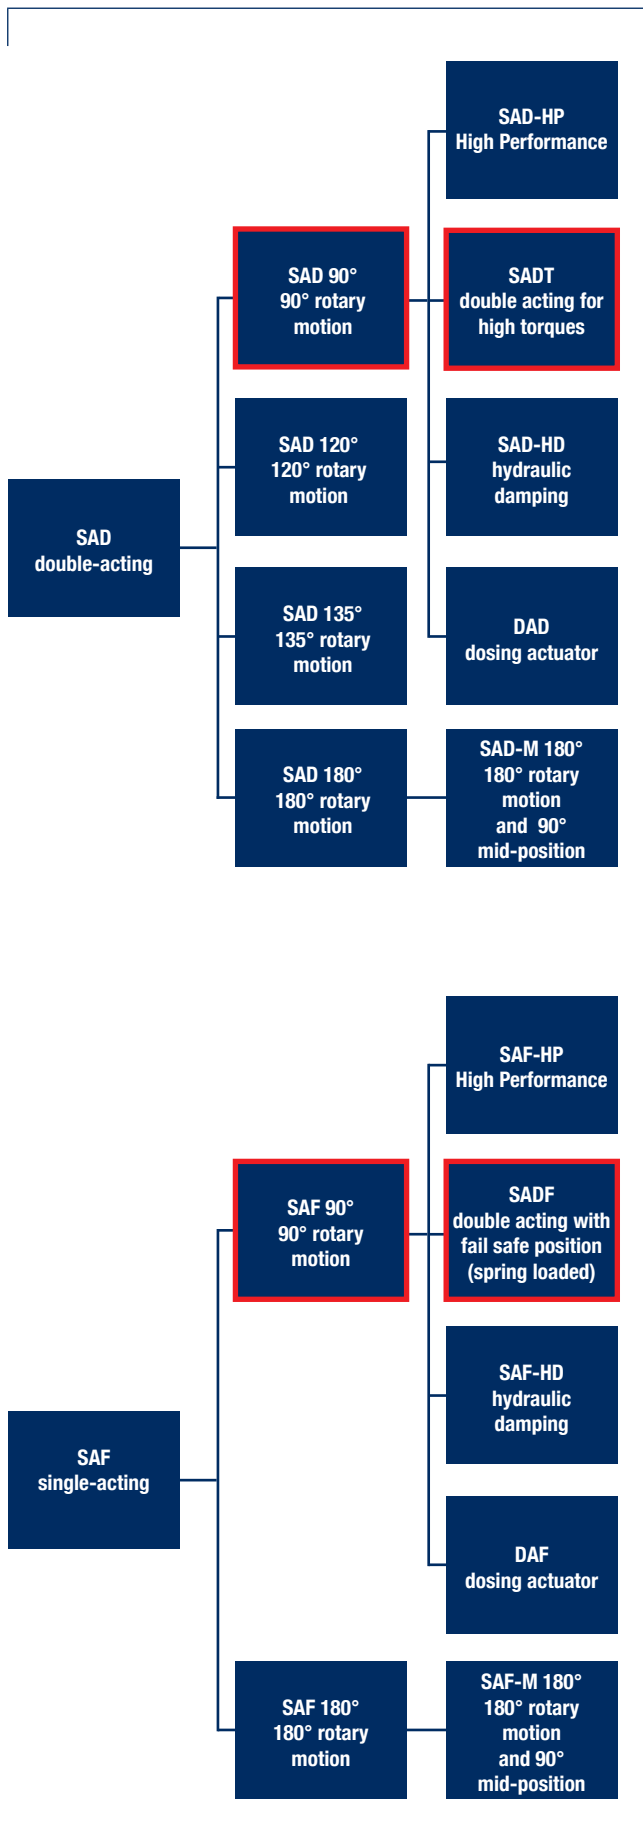 SAD-HP
High Performance
SAD 90°
90° rotary
motion
SADT
double acting for
high torques
SAD 120°
120° rotary
motion
SAD-HD
hydraulic
damping
SAD
double-acting
SAD 135°
135° rotary
motion
DAD
dosing actuator
SAD 180°
180° rotary
motion
SAD-M 180°
180° rotary
motion
and 90°
mid-position
SAF-HP
High Performance
SAF 90°
90° rotary
motion
SADF
double acting with
fail safe position
(spring loaded)
SAF-HD
hydraulic
damping
SAF
single-acting
DAF
dosing actuator
SAF 180°
180° rotary
motion
SAF-M 180°
180° rotary
motion
and 90°
mid-position